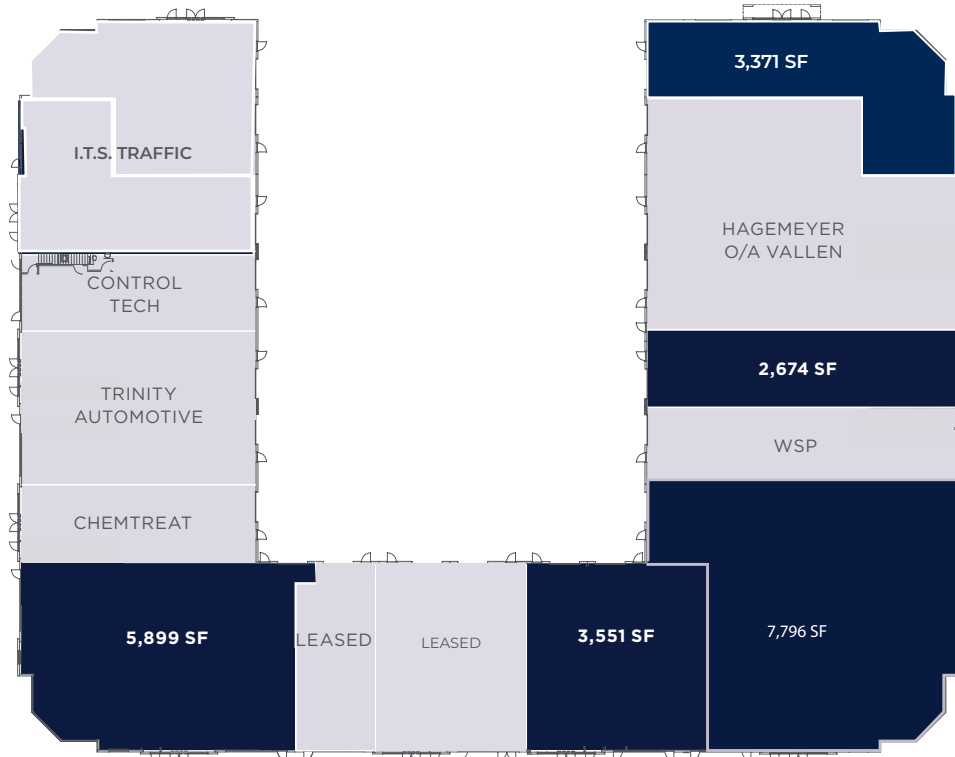 3,371 SF
I.T.S. TRAFFIC
HAGEMEYER
O/A VALLEN
CONTROL
TECH
2,674 SF
TRINITY
AUTOMOTIVE
WSP
CHEMTREAT
5,899 SF
LEASED
LEASED
3,551 SF
7,796 SF